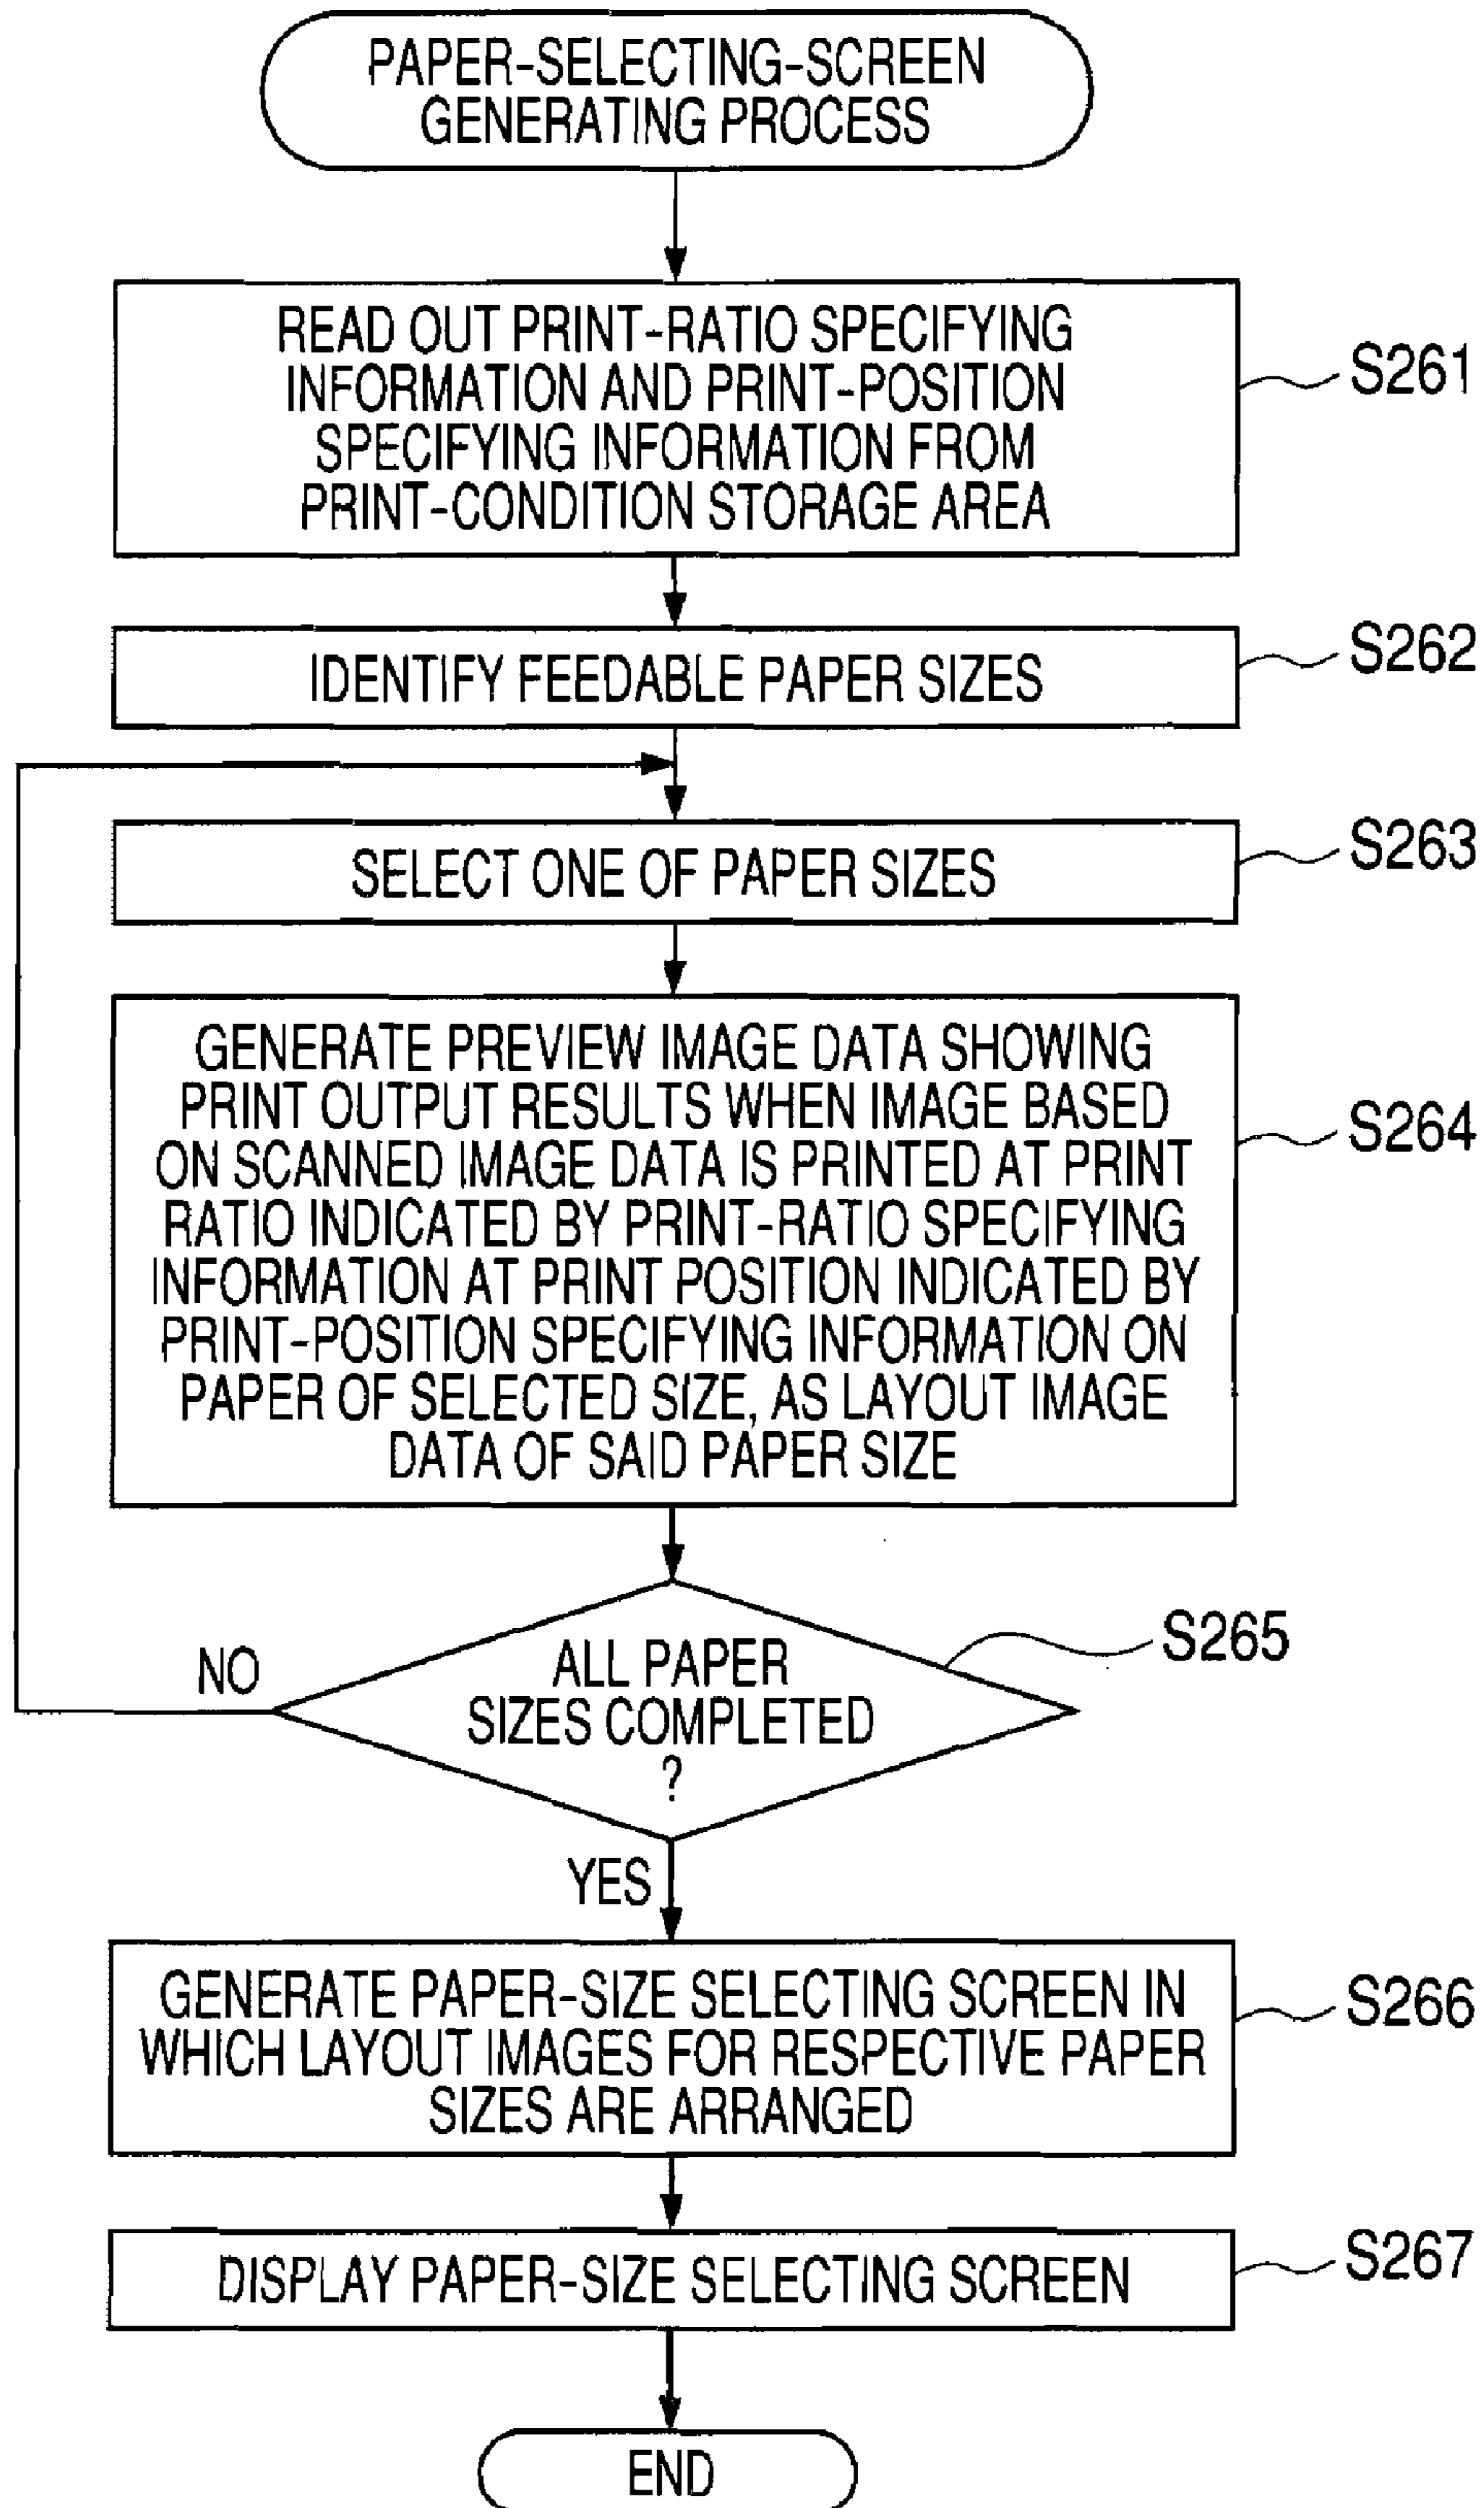 PAPER-SELECTING-SCREEN
GENERATING PROCESS
READ OUT PRINT-RATIO SPECIFYING
INFORMATION AND PRINT-POSITION
SPECIFYING INFORMATION FROM
PRINT-CONDITION STORAGE AREA
S261
IDENTIFY FEEDABLE PAPER SIZES
S262
SELECT ONE OF PAPER SIZES
S263
GENERATE PREVIEW IMAGE DATA SHOWING
PRINT OUTPUT RESULTS WHEN IMAGE BASED
ON SCANNED IMAGE DATA IS PRINTED AT PRINT
RATIO INDICATED BY PRINT-RATIO SPECIFYING
INFORMATION AT PRINT POSITION INDICATED BY
PRINT-POSITION SPECIFYING INFORMATION ON
PAPER OF SELECTED SIZE, AS LAYOUT IMAGE
DATA OF SAID PAPER SIZE
S264
ALL PAPER
SIZES COMPLETED
?
S265
NO
YES
GENERATE PAPER-SIZE SELECTING SCREEN IN
WHICH LAYOUT IMAGES FOR RESPECTIVE PAPER
SIZES ARE ARRANGED
S266
DISPLAY PAPER-SIZE SELECTING SCREEN
S267
END